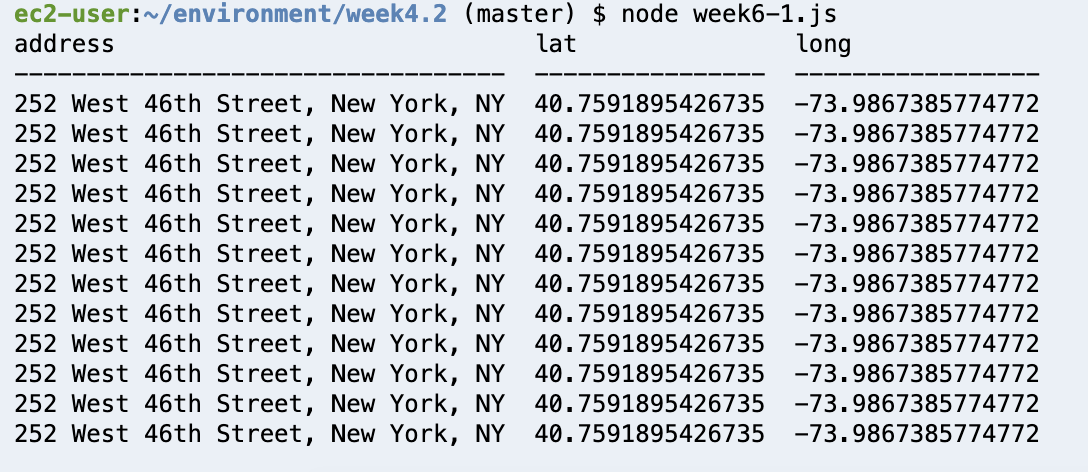 ec2-user:~/environment/week4.2 (master) $ node week6-1.js
address                             lat               long
----------------------------------  ----------------  -----------------
252 West 46th Street, New York, NY  40.7591895426735  -73.9867385774772
252 West 46th Street, New York, NY  40.7591895426735  -73.9867385774772
252 West 46th Street, New York, NY  40.7591895426735  -73.9867385774772
252 West 46th Street, New York, NY  40.7591895426735  -73.9867385774772
252 West 46th Street, New York, NY  40.7591895426735  -73.9867385774772
252 West 46th Street, New York, NY  40.7591895426735  -73.9867385774772
252 West 46th Street, New York, NY  40.7591895426735  -73.9867385774772
252 West 46th Street, New York, NY  40.7591895426735  -73.9867385774772
252 West 46th Street, New York, NY  40.7591895426735  -73.9867385774772
252 West 46th Street, New York, NY  40.7591895426735  -73.9867385774772
252 West 46th Street, New York, NY  40.7591895426735  -73.9867385774772
252 West 46th Street, New York, NY  40.7591895426735  -73.9867385774772